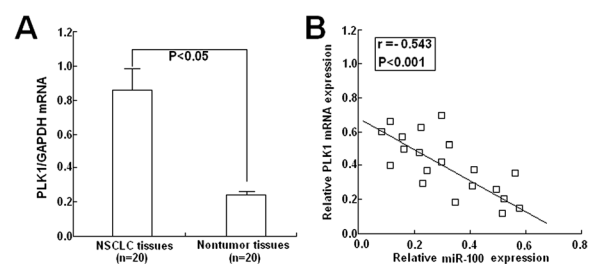 A
PLK1/GAPDH mRNA
1.2
1.0
0.8
0.6
0.4
0.2
0.0
P<0.05
NSCLC tissues
(n=20)
Nontumor tissues
(n=20)
B
r = - 0.543
P<0.001
Relative PLK1 mRNA expression
1.2
1.0
0.8
0.6
0.4
0.2
0.0
0.0
0.2
0.4
0.6
0.8
Relative miR-100 expression